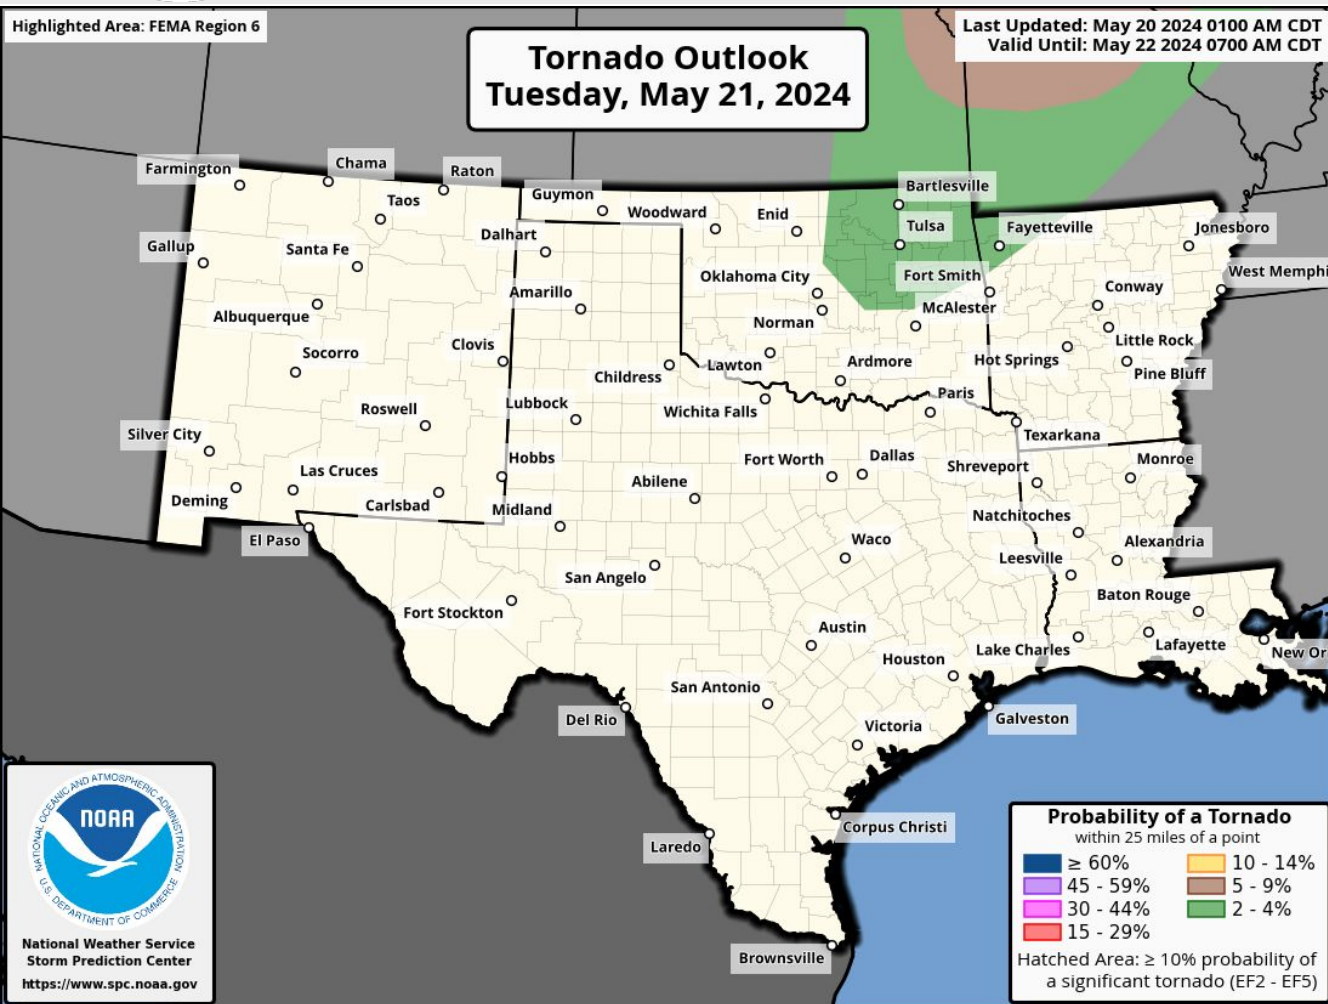 Highlighted Area: FEMA Region 6
Last Updated: May 20 2024 0100 AM CDT
Valid Until: May 22 2024 0700 AM CDT
Tornado Outlook
Tuesday, May 21, 2024
Farmington
Chama
Raton
Taos
Guymon
Woodward
Enid
Bartlesville
Tulsa
Fayetteville
Jonesboro
Gallup
Santa Fe
Dalhart
Oklahoma City
Fort Smith
West Memphi
Amarillo
Conway
Albuquerque
Norman
McAlester
Socorro
Clovis
Childress
Lawton
Ardmore
Hot Springs
Little Rock
Pine Bluff
Roswell
Lubbock
Wichita Falls
Paris
Silver City
Texarkana
Las Cruces
Hobbs
Fort Worth
Dallas
Shreveport
Monroe
Deming
Carlsbad
Midland
Abilene
Natchitoches
El Paso
Waco
Leesville
Alexandria
San Angelo
Fort Stockton
Baton Rouge
Austin
Houston
Lake Charles
Lafayette
New Or
San Antonio
Del Rio
Victoria
Galveston
Laredo
Corpus Christi
Brownsville
NATIONAL OCEANIC AND ATMOSPHERIC ADMINISTRATION
NOAA
U.S. DEPARTMENT OF COMMERCE
National Weather Service
Storm Prediction Center
https://www.spc.noaa.gov
Probability of a Tornado
within 25 miles of a point
≥ 60% 10 - 14%
45 - 59% 5 - 9%
30 - 44% 2 - 4%
15 - 29%
Hatched Area: ≥ 10% probability of
a significant tornado (EF2 - EF5)